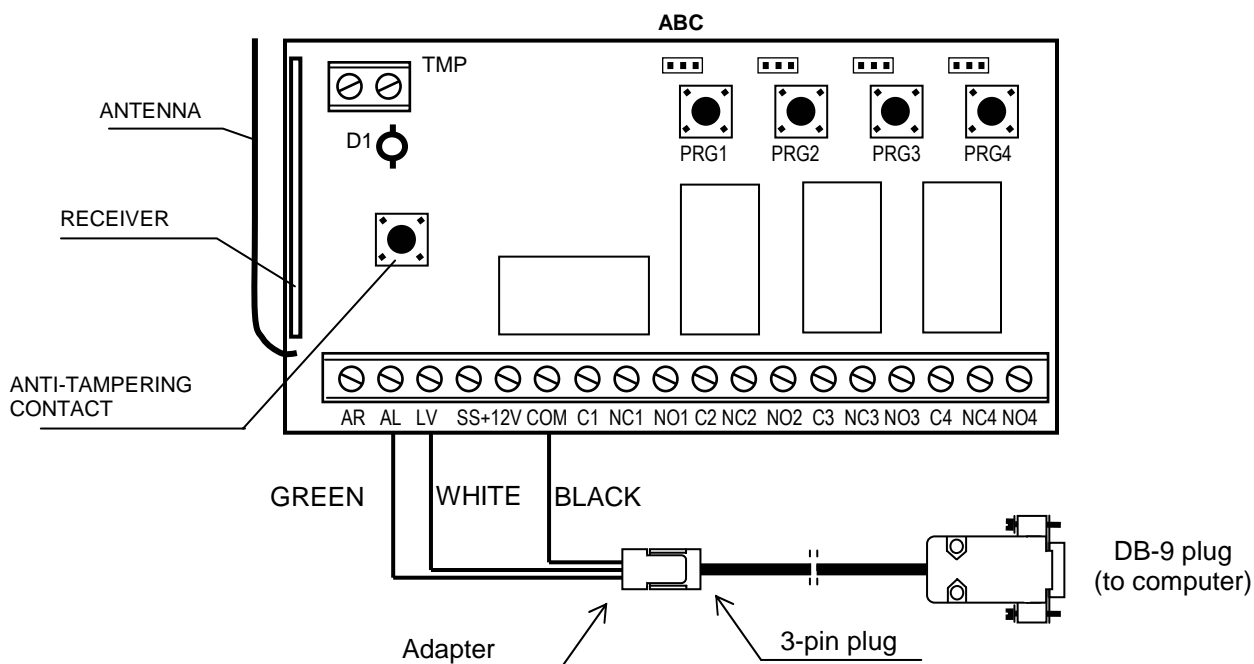 ABC
TMP
ANTENNA
D1
PRG1 PRG2 PRG3 PRG4
RECEIVER
ANTI-TAMPERING
CONTACT
AR AL LV SS+12V COM C1 NC1 NO1 C2 NC2 NO2 C3 NC3 NO3 C4 NC4 NO4
GREEN WHITE BLACK
DB-9 plug
(to computer)
Adapter
3-pin plug